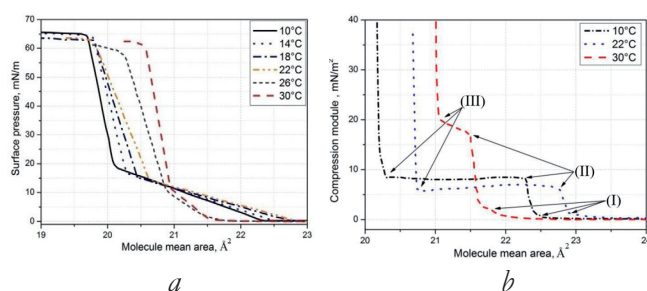 70
60
50
40
30
20
10
0
Surface pressure, mN/m
10°C
14°C
18°C
22°C
26°C
30°C
19 20 21 22 23
Molecule mean area, Å²
a
40
30
20
10
0
Compression module, mN/m²
10°C
22°C
30°C
(III)
(II)
(I)
20 21 22 23 24
Molecule mean area, Å²
b